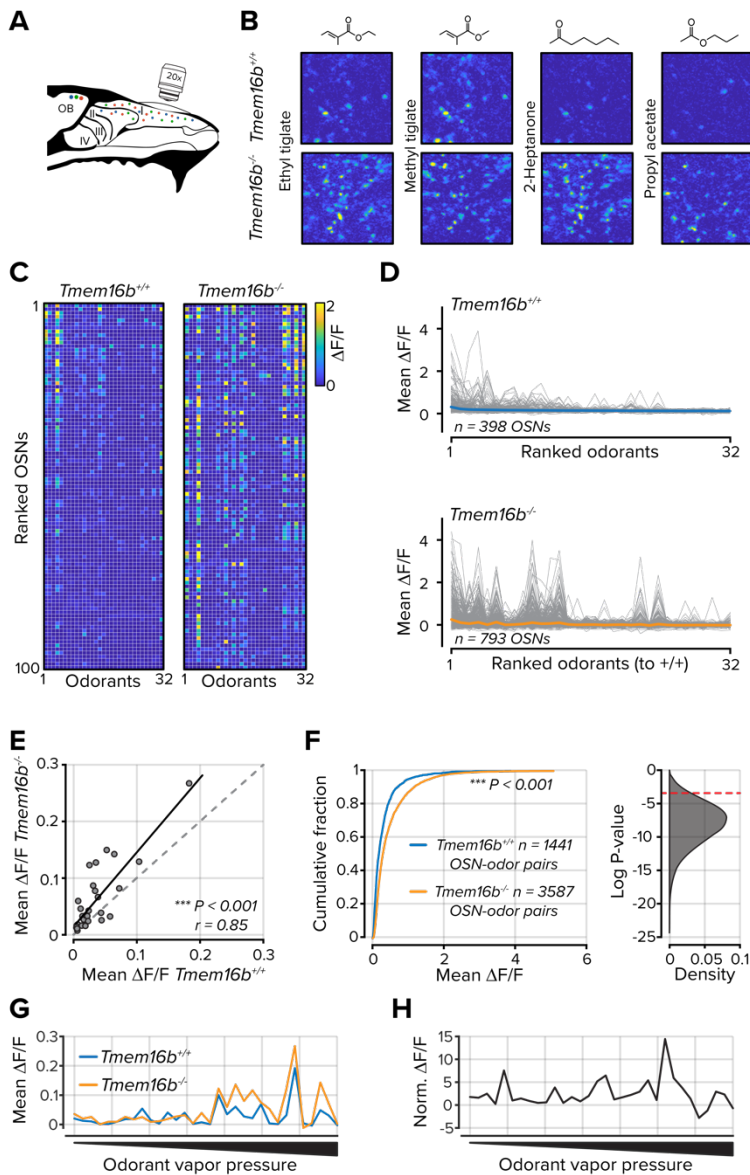 A
20x
OB
I
II
III
IV
B
O
O
O
O
O
O
O
Tmem16b+/+
Tmem16b-/-
Ethyl tiglate
Methyl tiglate
2-Heptanone
Propyl acetate
C
Tmem16b+/+
Tmem16b-/-
1
Ranked OSNs
100
1
Odorants
32
1
Odorants
32
2
ΔF/F
0
D
Tmem16b+/+
Mean ΔF/F
4
2
0
n = 398 OSNs
1
Ranked odorants
32
Tmem16b-/-
Mean ΔF/F
4
2
0
n = 793 OSNs
1
Ranked odorants (to +/+)
32
E
Mean ΔF/F Tmem16b-/-
0.3
0.2
0.1
0
*** P < 0.001
r = 0.85
0
0.1
0.2
0.3
Mean ΔF/F Tmem16b+/+
F
Cumulative fraction
1
0.8
0.6
0.4
0.2
0
*** P < 0.001
Tmem16b+/+ n = 1441
OSN-odor pairs
Tmem16b-/- n = 3587
OSN-odor pairs
0
2
4
6
Mean ΔF/F
Log P-value
0
-5
-10
-15
-20
-25
0
0.05
0.1
Density
G
Mean ΔF/F
0.3
0.2
0.1
0
Tmem16b+/+
Tmem16b-/-
Odorant vapor pressure
H
Norm. ΔF/F
15
10
5
0
-5
Odorant vapor pressure